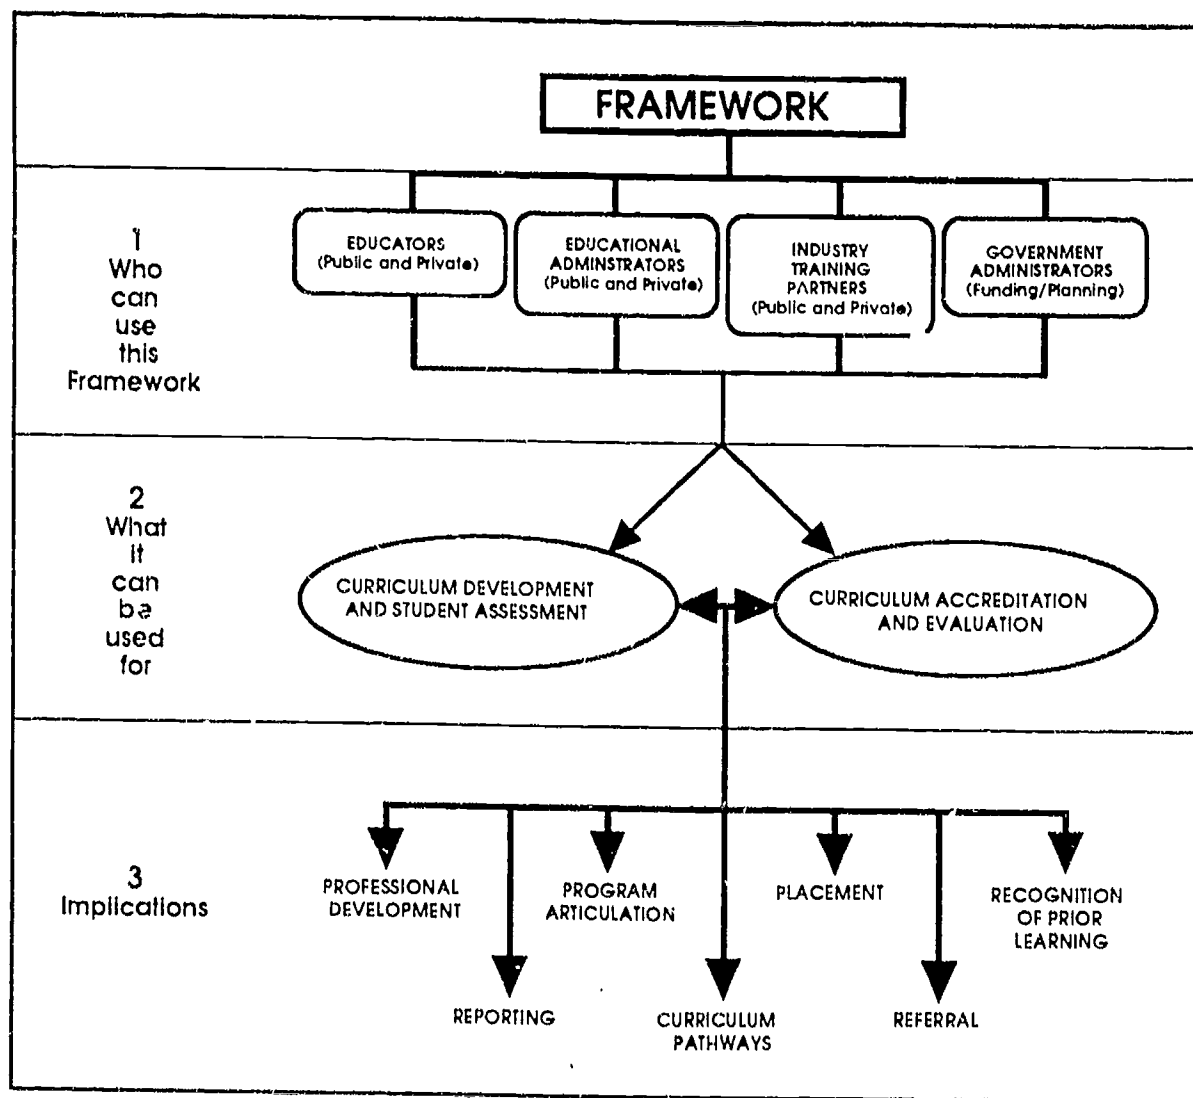 FRAMEWORK
1
Who
can
use
this
Framework
EDUCATORS
(Public and Private)
EDUCATIONAL
ADMINSTRATORS
(Public and Private)
INDUSTRY
TRAINING
PARTNERS
(Public and Private)
GOVERNMENT
ADMINISTRATORS
(Funding/Planning)
2
What
it
can
be
used
for
CURRICULUM DEVELOPMENT
AND STUDENT ASSESSMENT
CURRICULUM ACCREDITATION
AND EVALUATION
3
Implications
PROFESSIONAL
DEVELOPMENT
PROGRAM
ARTICULATION
PLACEMENT
RECOGNITION
OF PRIOR
LEARNING
REPORTING
CURRICULUM
PATHWAYS
REFERRAL